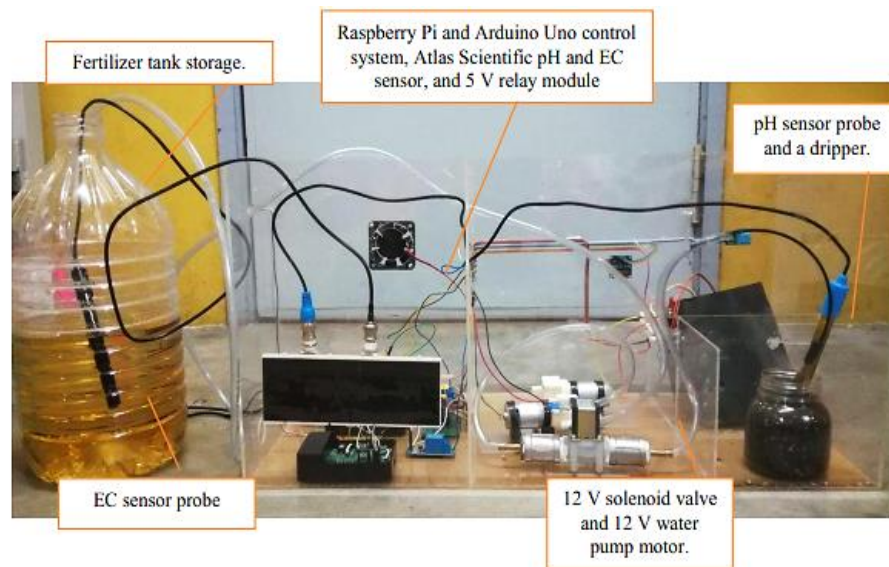 Raspberry Pi and Arduino Uno control
system, Atlas Scientific pH and EC
sensor, and 5 V relay module
Fertilizer tank storage.
pH sensor probe
and a dripper.
EC sensor probe
12 V solenoid valve
and 12 V water
pump motor.